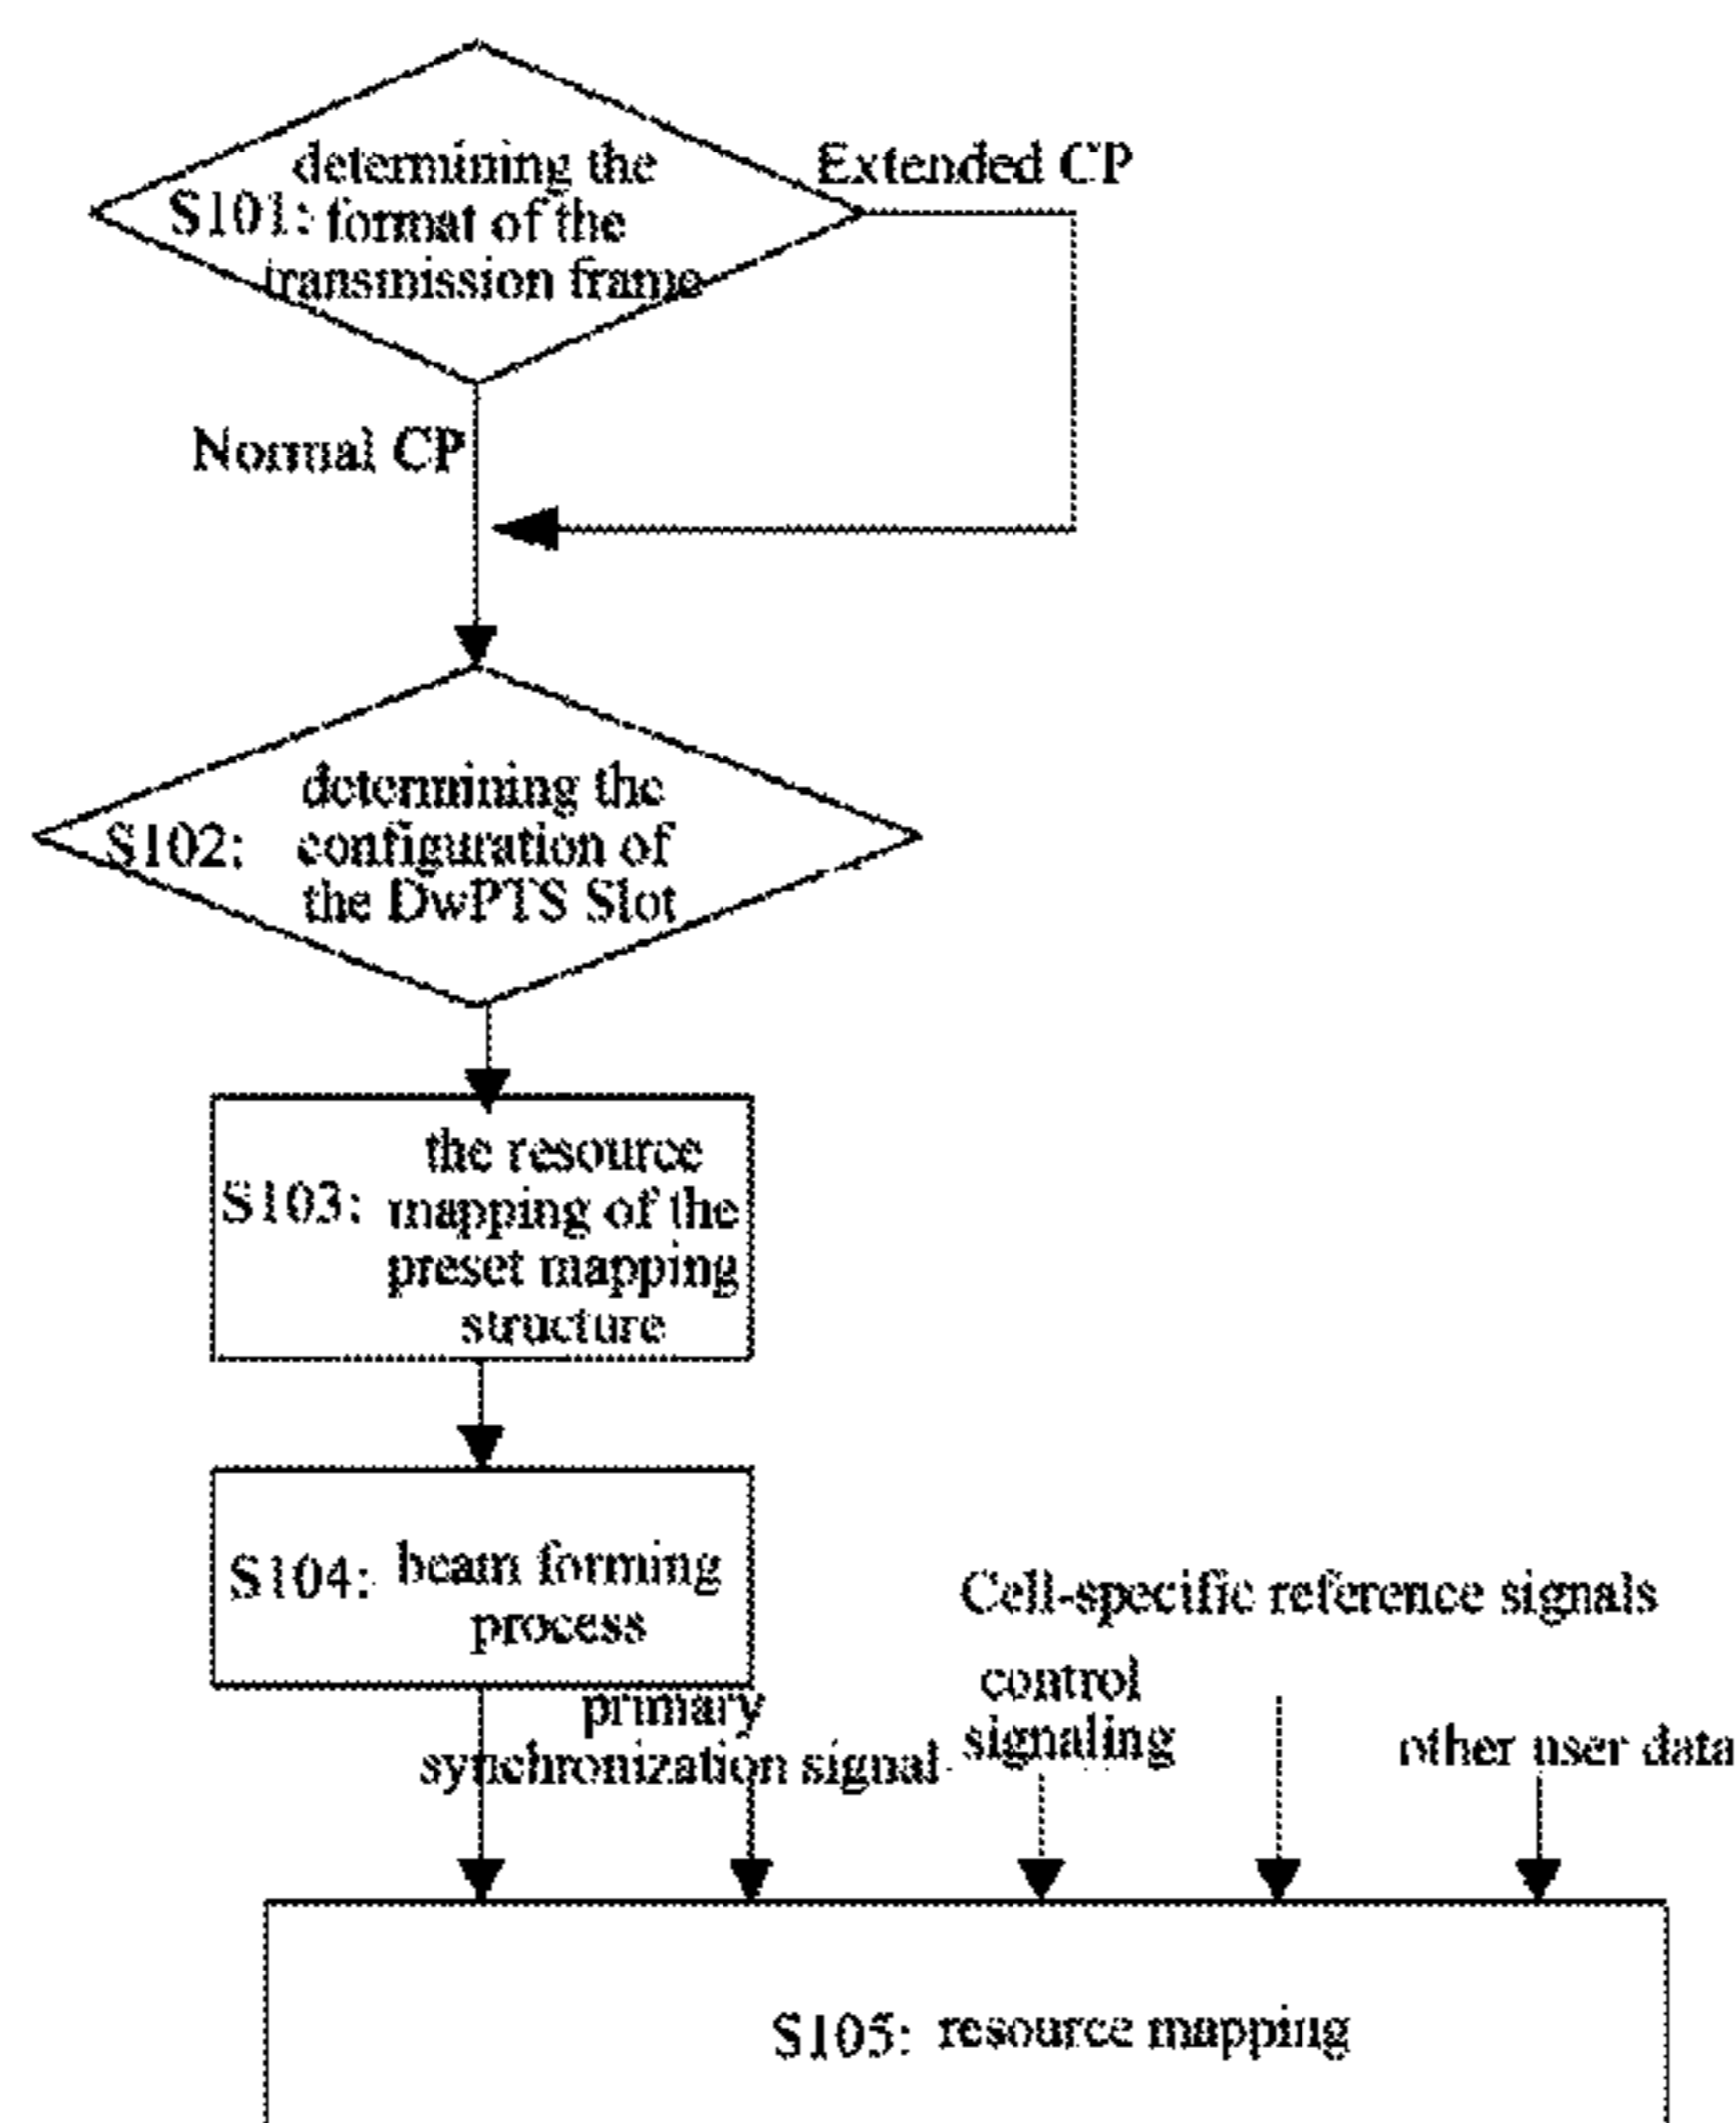 determining the
Extended CP
S101: format of the
transmission frame
Normal CP
determining the
S102: configuration of
the DwPTS Slot
the resource
S103: mapping of the
preset mapping
structure
S104: beam forming
process
Cell-specific reference signals
primary
synchronization signal
control
signaling
other user data
S105: resource mapping